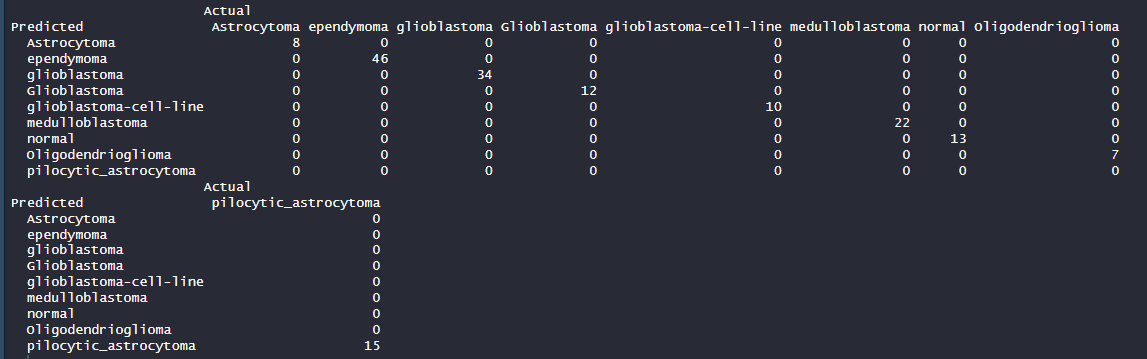 Actual
Predicted Astrocytoma ependymoma glioblastoma Glioblastoma glioblastoma-cell-line medulloblastoma normal Oligodendrioglioma
Astrocytoma 8 0 0 0 0 0 0 0
ependymoma 0 46 0 0 0 0 0 0
glioblastoma 0 0 34 0 0 0 0 0
Glioblastoma 0 0 0 12 0 0 0 0
glioblastoma-cell-line 0 0 0 0 10 0 0 0
medulloblastoma 0 0 0 0 0 22 0 0
normal 0 0 0 0 0 0 13 0
Oligodendrioglioma 0 0 0 0 0 0 0 7
pilocytic_astrocytoma 0 0 0 0 0 0 0 0
Actual
Predicted pilocytic_astrocytoma
Astrocytoma 0
ependymoma 0
glioblastoma 0
Glioblastoma 0
glioblastoma-cell-line 0
medulloblastoma 0
normal 0
Oligodendrioglioma 0
pilocytic_astrocytoma 15